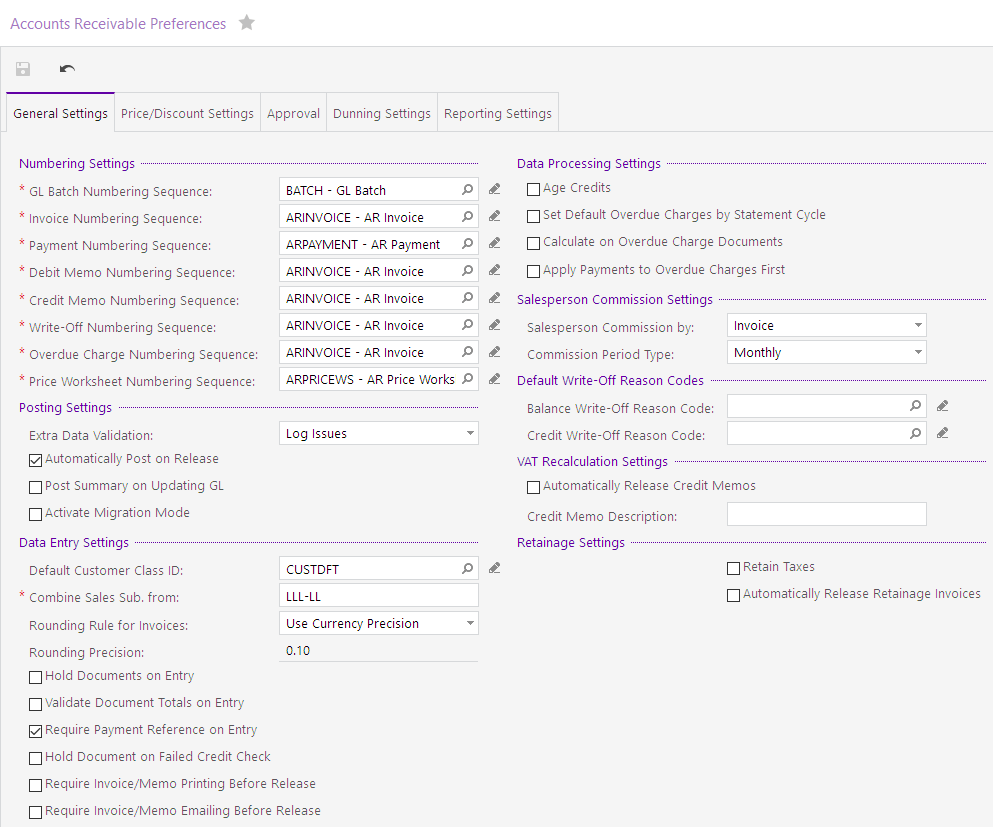 Accounts Receivable Preferences
General Settings Price/Discount Settings Approval Dunning Settings Reporting Settings
Numbering Settings
* GL Batch Numbering Sequence: BATCH - GL Batch
* Invoice Numbering Sequence: ARINVOICE - AR Invoice
* Payment Numbering Sequence: ARPAYMENT - AR Payment
* Debit Memo Numbering Sequence: ARINVOICE - AR Invoice
* Credit Memo Numbering Sequence: ARINVOICE - AR Invoice
* Write-Off Numbering Sequence: ARINVOICE - AR Invoice
* Overdue Charge Numbering Sequence: ARINVOICE - AR Invoice
* Price Worksheet Numbering Sequence: ARPRICEWS - AR Price Works
Posting Settings
Extra Data Validation: Log Issues
Automatically Post on Release
Post Summary on Updating GL
Activate Migration Mode
Data Entry Settings
Default Customer Class ID: CUSTDFT
* Combine Sales Sub. from: LLL-LL
Rounding Rule for Invoices: Use Currency Precision
Rounding Precision: 0.10
Hold Documents on Entry
Validate Document Totals on Entry
Require Payment Reference on Entry
Hold Document on Failed Credit Check
Require Invoice/Memo Printing Before Release
Require Invoice/Memo Emailing Before Release
Data Processing Settings
Age Credits
Set Default Overdue Charges by Statement Cycle
Calculate on Overdue Charge Documents
Apply Payments to Overdue Charges First
Salesperson Commission Settings
Salesperson Commission by: Invoice
Commission Period Type: Monthly
Default Write-Off Reason Codes
Balance Write-Off Reason Code:
Credit Write-Off Reason Code:
VAT Recalculation Settings
Automatically Release Credit Memos
Credit Memo Description:
Retainage Settings
Retain Taxes
Automatically Release Retainage Invoices